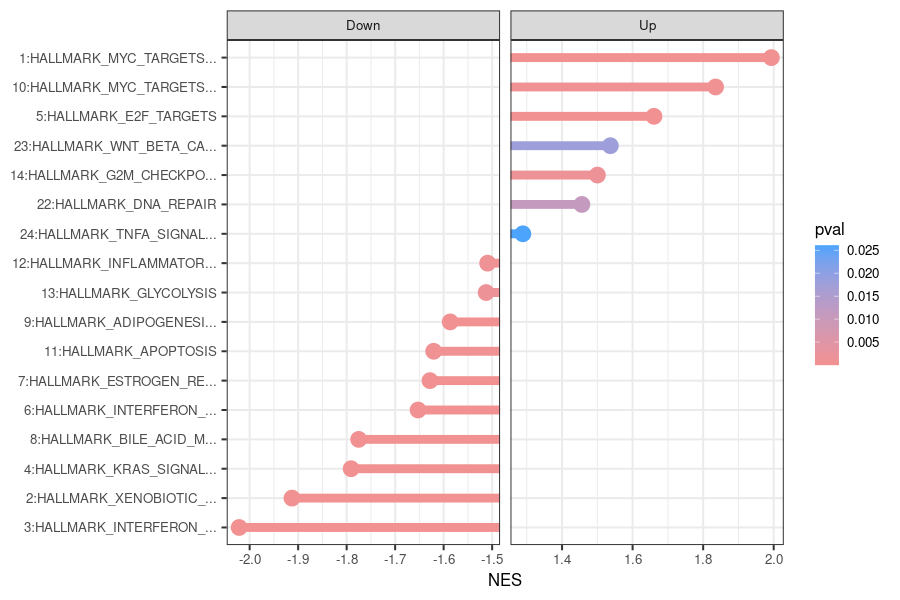 Down
Up
1:HALLMARK_MYC_TARGETS...
10:HALLMARK_MYC_TARGETS...
5:HALLMARK_E2F_TARGETS
23:HALLMARK_WNT_BETA_CA...
14:HALLMARK_G2M_CHECKPO...
22:HALLMARK_DNA_REPAIR
24:HALLMARK_TNFA_SIGNAL...
12:HALLMARK_INFLAMMATOR...
13:HALLMARK_GLYCOLYSIS
9:HALLMARK_ADIPOGENESI...
11:HALLMARK_APOPTOSIS
7:HALLMARK_ESTROGEN_RE...
6:HALLMARK_INTERFERON_...
8:HALLMARK_BILE_ACID_M...
4:HALLMARK_KRAS_SIGNAL...
2:HALLMARK_XENOBIOTIC_...
3:HALLMARK_INTERFERON_...
-2.0 -1.9 -1.8 -1.7 -1.6 -1.5
1.4 1.6 1.8 2.0
NES
pval
0.025
0.020
0.015
0.010
0.005